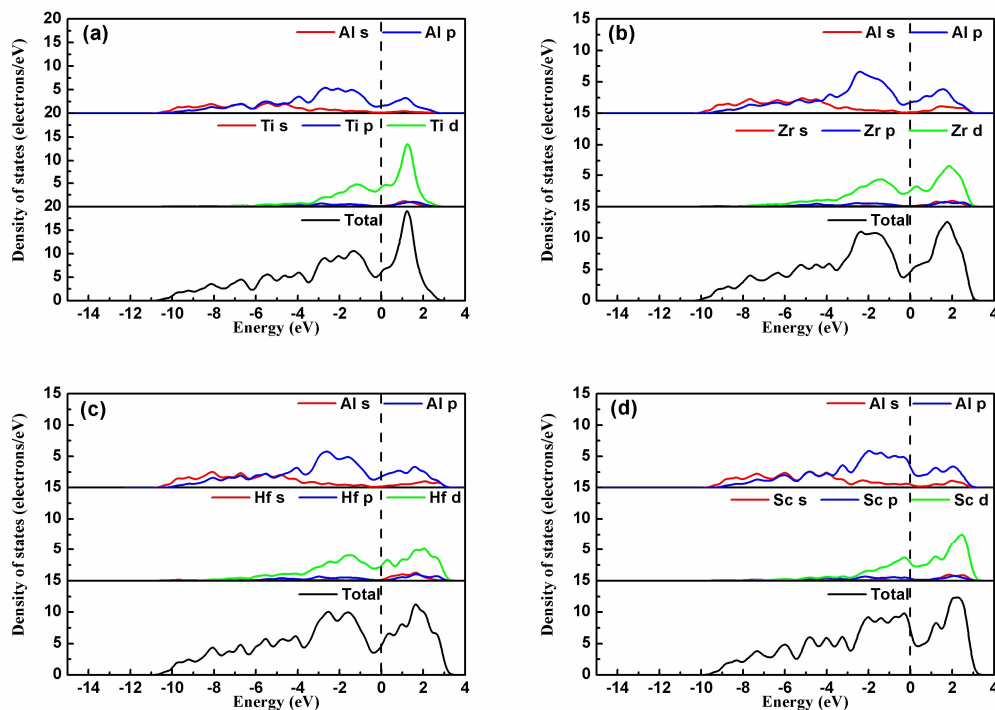 (a)
Al s Al p
Ti s Ti p Ti d
Total
20
15
10
5
20
15
10
5
20
15
10
5
0
-14 -12 -10 -8 -6 -4 -2 0 2 4
Energy (eV)
Density of states (electrons/eV)
(b)
Al s Al p
Zr s Zr p Zr d
Total
15
10
5
15
10
5
15
10
5
0
-14 -12 -10 -8 -6 -4 -2 0 2 4
Energy (eV)
Density of states (electrons/eV)
(c)
Al s Al p
Hf s Hf p Hf d
Total
15
10
5
15
10
5
15
10
5
0
-14 -12 -10 -8 -6 -4 -2 0 2 4
Energy (eV)
Density of states (electrons/eV)
(d)
Al s Al p
Sc s Sc p Sc d
Total
15
10
5
15
10
5
15
10
5
0
-14 -12 -10 -8 -6 -4 -2 0 2 4
Energy (eV)
Density of states (electrons/eV)